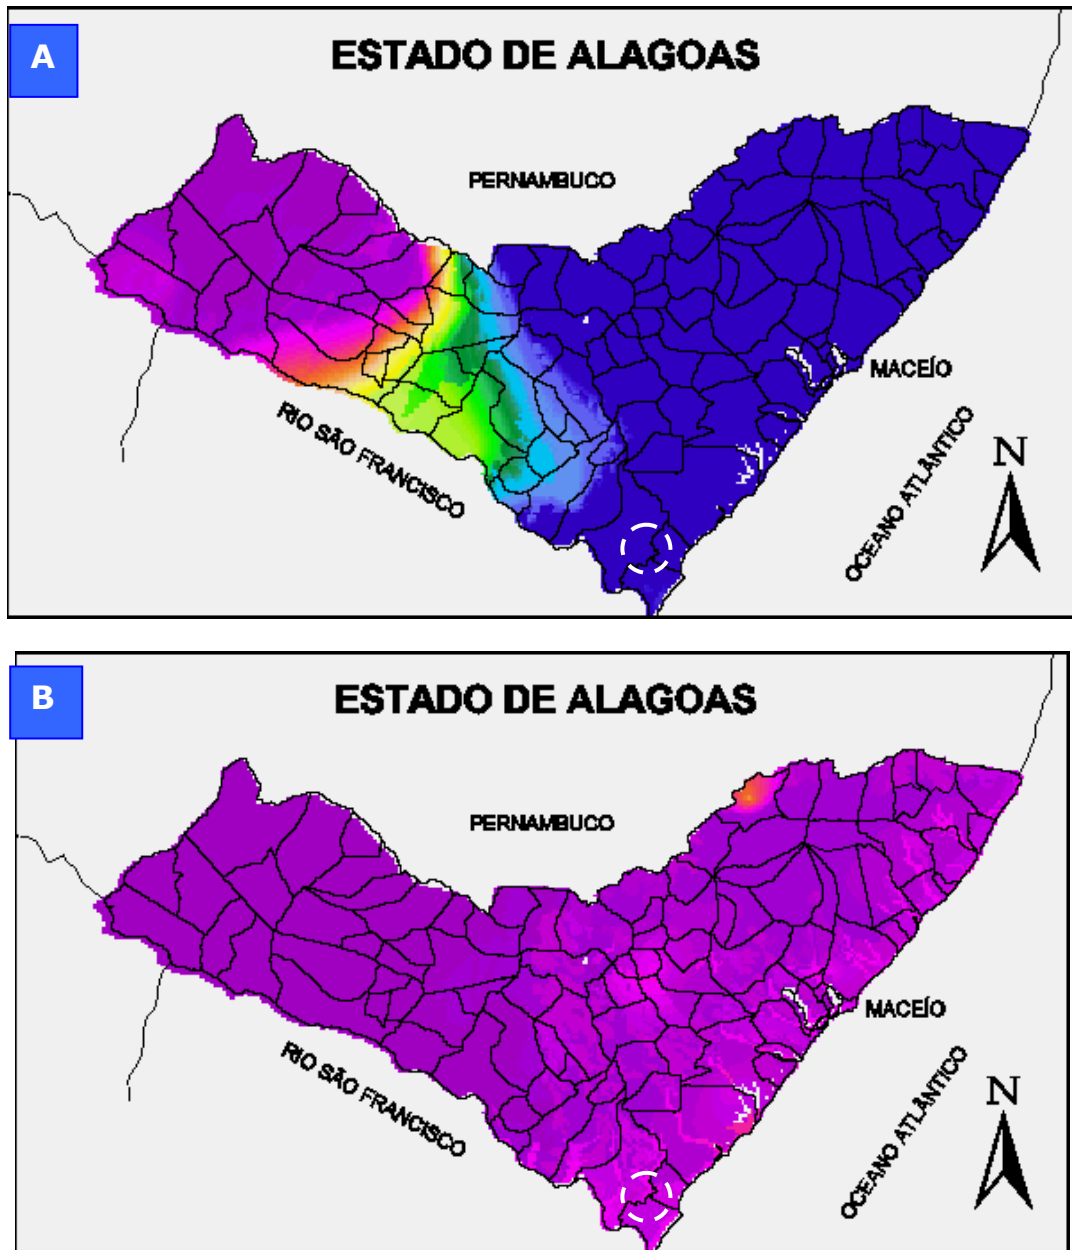 A
ESTADO DE ALAGOAS
PERNAMBUCO
MACEÍO
RIO SÃO FRANCISCO
OCEANO ATLÂNTICO
N
B
ESTADO DE ALAGOAS
PERNAMBUCO
MACEÍO
RIO SÃO FRANCISCO
OCEANO ATLÂNTICO
N